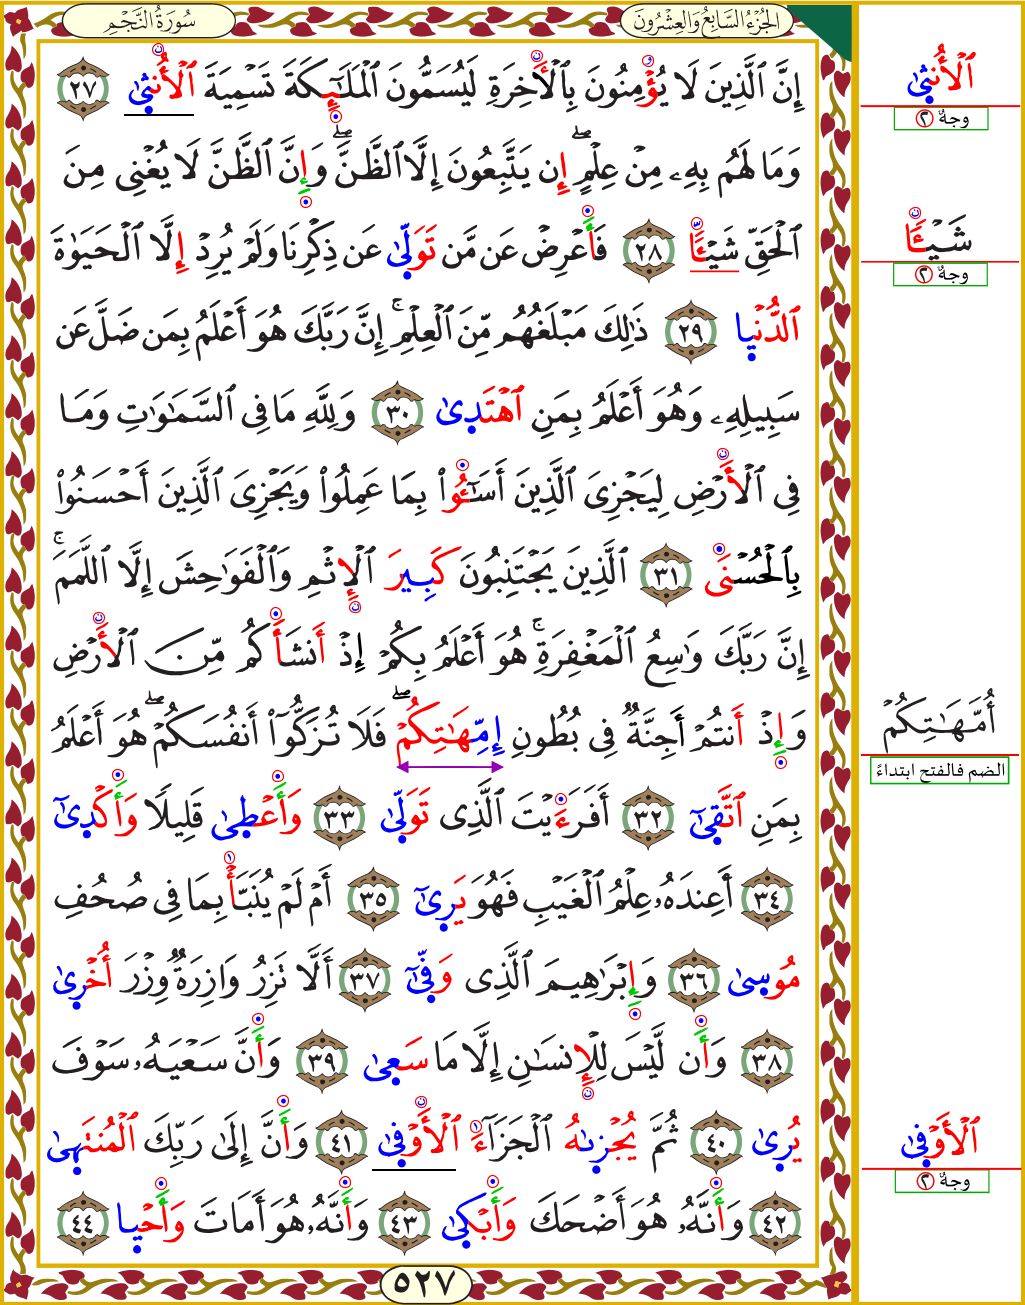 الجُزْءُ السَّابِعُ وَالعِشْرُونَ
سُورَةُ النَّجْمِ
إِنَّ ٱلَّذِينَ لَا يُؤْمِنُونَ بِٱلْأَخِرَةِ لَيُسَمُّونَ ٱلْمَلَٰٓئِكَةَ تَسْمِيَةَ ٱلْأُنثٜىٰ ٢٧
وَمَا لَهُم بِهِۦ مِنْ عِلْمٍۖ إِن يَتَّبِعُونَ إِلَّا ٱلظَّنَّۖ وَإِنَّ ٱلظَّنَّ لَا يُغْنِى مِنَ
ٱلْحَقِّ شَيْـًٔا ٢٨ فَأَعْرِضْ عَن مَّن تَوَلّٜىٰ عَن ذِكْرِنَا وَلَمْ يُرِدْ إِلَّا ٱلْحَيَوٰةَ
ٱلدُّنْيٜا ٢٩ ذَٰلِكَ مَبْلَغُهُم مِّنَ ٱلْعِلْمِۚ إِنَّ رَبَّكَ هُوَ أَعْلَمُ بِمَن ضَلَّ عَن
سَبِيلِهِۦ وَهُوَ أَعْلَمُ بِمَنِ ٱهْتَدٜىٰ ٣٠ وَلِلَّهِ مَا فِى ٱلسَّمَٰوَٰتِ وَمَا
فِى ٱلْأَرْضِ لِيَجْزِىَ ٱلَّذِينَ أَسَٰٓـُٔوا۟ بِمَا عَمِلُوا۟ وَيَجْزِىَ ٱلَّذِينَ أَحْسَنُوا۟
بِٱلْحُسْنَى ٣١ ٱلَّذِينَ يَجْتَنِبُونَ كَبِيرَ ٱلْإِثْمِ وَٱلْفَوَٰحِشَ إِلَّا ٱللَّمَمَۚ
إِنَّ رَبَّكَ وَٰسِعُ ٱلْمَغْفِرَةِۚ هُوَ أَعْلَمُ بِكُمْ إِذْ أَنشَأَكُم مِّنَ ٱلْأَرْضِ
وَإِذْ أَنتُمْ أَجِنَّةٌ فِى بُطُونِ إِمِّهَٰتِكُمْۖ فَلَا تُزَكُّوٓا۟ أَنفُسَكُمْۖ هُوَ أَعْلَمُ
بِمَنِ ٱتَّقٜىٰٓ ٣٢ أَفَرَءَيْتَ ٱلَّذِى تَوَلّٜىٰ ٣٣ وَأَعْطٜىٰ قَلِيلًا وَأَكْدٜىٰٓ
٣٤ أَعِندَهُۥ عِلْمُ ٱلْغَيْبِ فَهُوَ يَرٜىٰٓ ٣٥ أَمْ لَمْ يُنَبَّأْ بِمَا فِى صُحُفِ
مُوسٜىٰ ٣٦ وَإِبْرَٰهِيمَ ٱلَّذِى وَفّٜىٰٓ ٣٧ أَلَّا تَزِرُ وَازِرَةٌ وِزْرَ أُخْرٜىٰ
٣٨ وَأَن لَّيْسَ لِلْإِنسَٰنِ إِلَّا مَا سَعٜىٰ ٣٩ وَأَنَّ سَعْيَهُۥ سَوْفَ
يُرٜىٰ ٤٠ ثُمَّ يُجْزٜىٰهُ ٱلْجَزَآءَ ٱلْأَوْفٜىٰ ٤١ وَأَنَّ إِلَىٰ رَبِّكَ ٱلْمُنتَهٜىٰ
٤٢ وَأَنَّهُۥ هُوَ أَضْحَكَ وَأَبْكٜىٰ ٤٣ وَأَنَّهُۥ هُوَ أَمَاتَ وَأَحْيٜا ٤٤
٥٢٧
ٱلْأُنثٜىٰ
وجهٌ ٢
شَيْـًٔا
وجهٌ ٢
أُمَّهَٰتِكُمْ
الضم فالفتح ابتداءً
ٱلْأَوْفٜىٰ
وجهٌ ٢